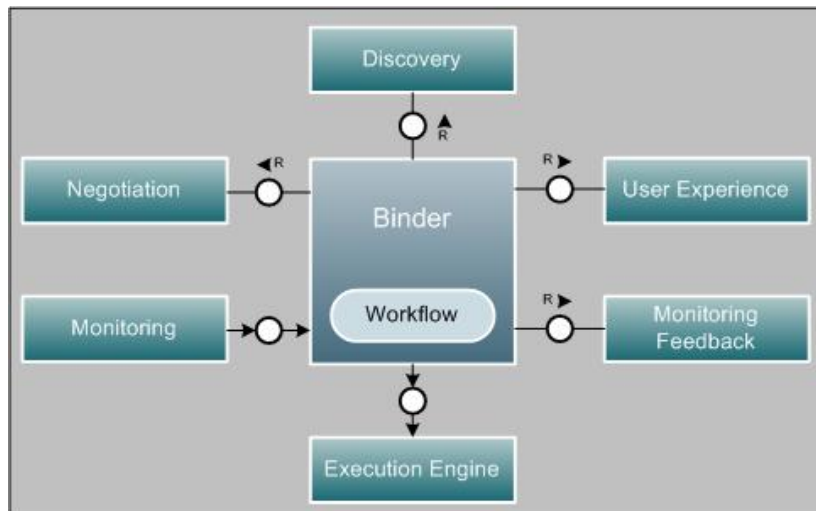 Discovery
R
R
R
Negotiation
User Experience
Binder
R
Monitoring
Workflow
Monitoring
Feedback
Execution Engine